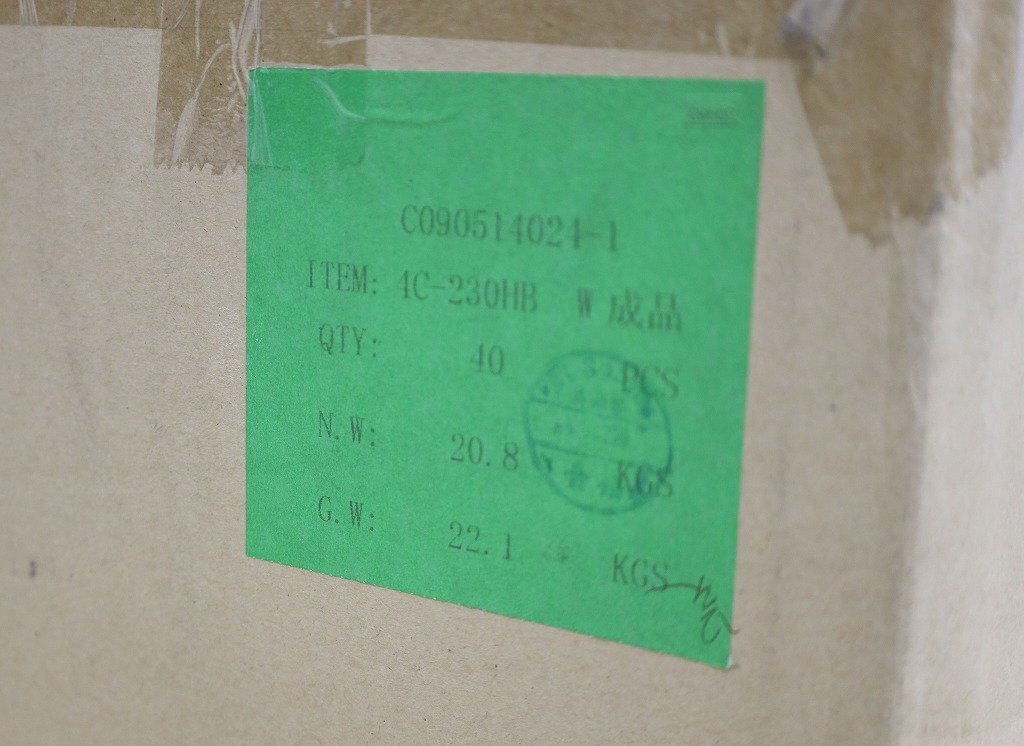 C090514024-1
ITEM: 4C-230HB W 成品
QTY: 40 PCS
N.W: 20.8 KGS
G.W: 22.1 KGS